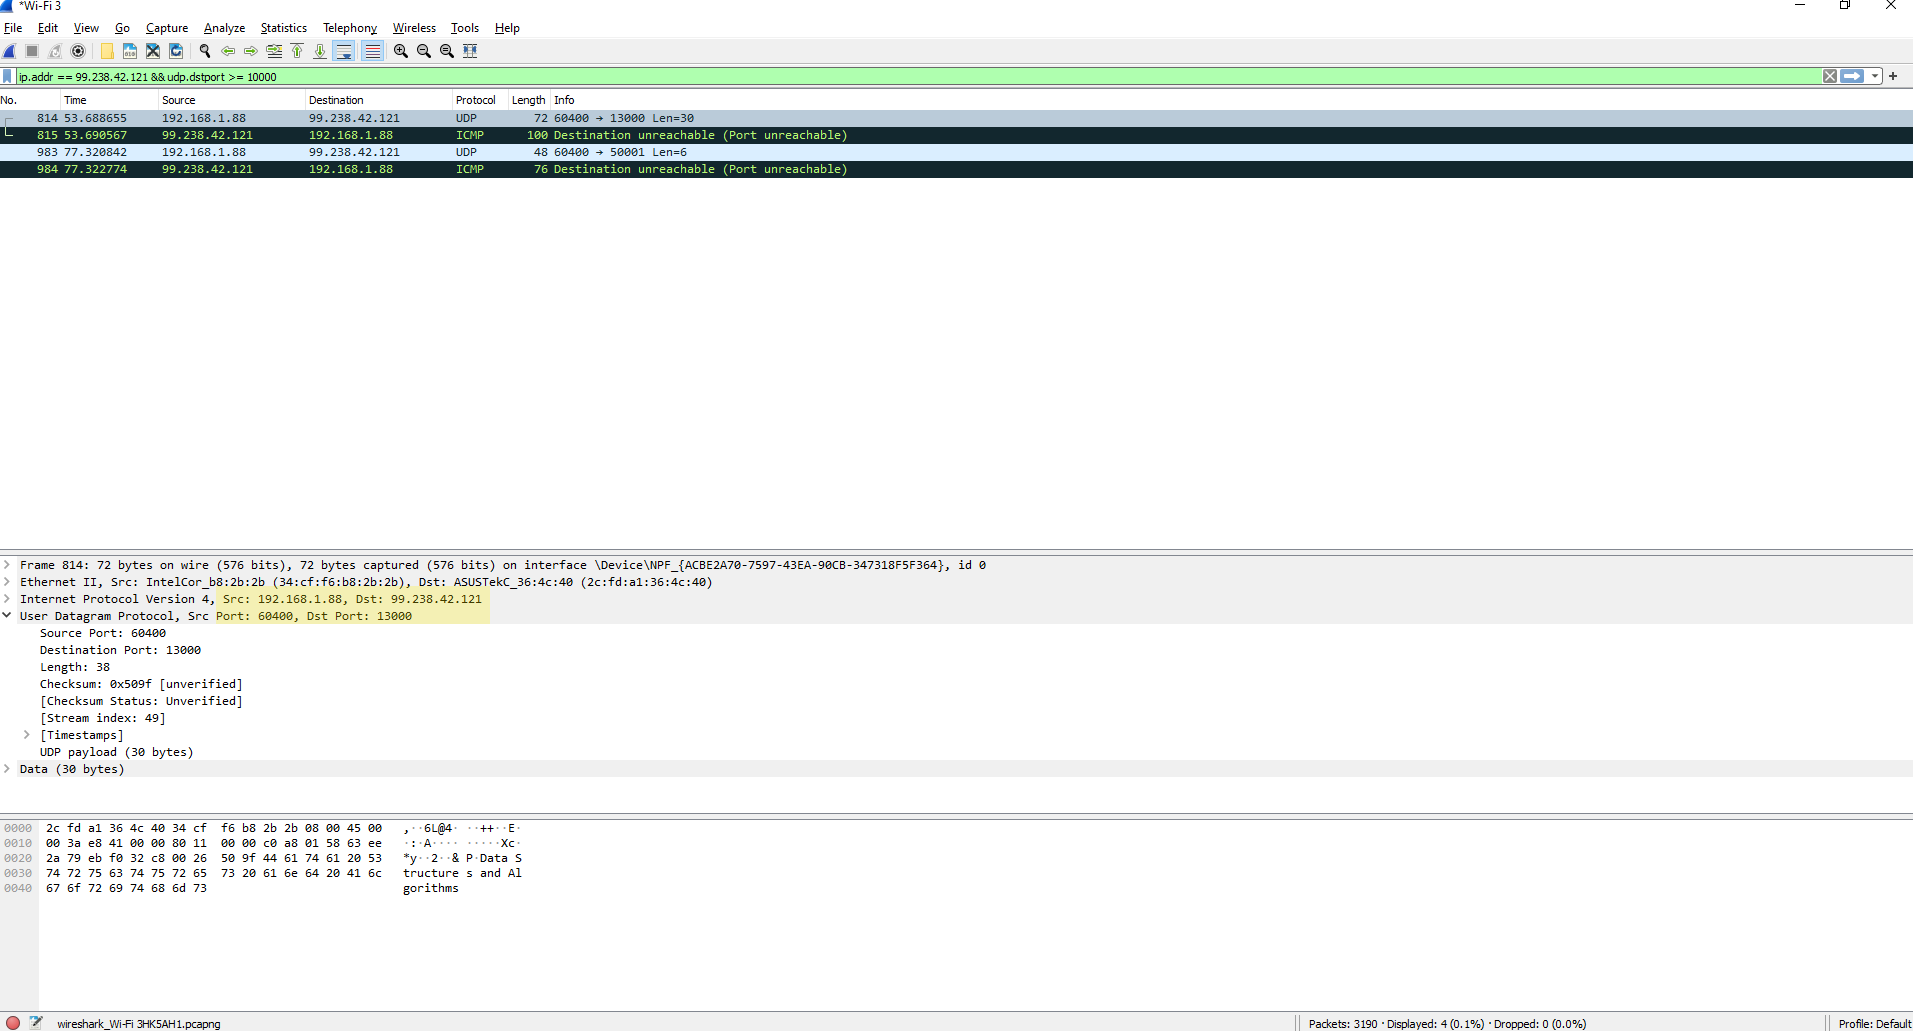 *Wi-Fi 3
File Edit View Go Capture Analyze Statistics Telephony Wireless Tools Help
ip.addr == 99.238.42.121 && udp.dstport >= 10000
No. Time Source Destination Protocol Length Info
814 53.688655 192.168.1.88 99.238.42.121 UDP 72 60400 → 13000 Len=30
815 53.690567 99.238.42.121 192.168.1.88 ICMP 100 Destination unreachable (Port unreachable)
983 77.320842 192.168.1.88 99.238.42.121 UDP 48 60400 → 50001 Len=6
984 77.322774 99.238.42.121 192.168.1.88 ICMP 76 Destination unreachable (Port unreachable)
Frame 814: 72 bytes on wire (576 bits), 72 bytes captured (576 bits) on interface \Device\NPF_{ACBE2A70-7597-43EA-90CB-347318F5F364}, id 0
Ethernet II, Src: IntelCor_b8:2b:2b (34:cf:f6:b8:2b:2b), Dst: ASUSTekC_36:4c:40 (2c:fd:a1:36:4c:40)
Internet Protocol Version 4, Src: 192.168.1.88, Dst: 99.238.42.121
User Datagram Protocol, Src Port: 60400, Dst Port: 13000
Source Port: 60400
Destination Port: 13000
Length: 38
Checksum: 0x509f [unverified]
[Checksum Status: Unverified]
[Stream index: 49]
[Timestamps]
UDP payload (30 bytes)
Data (30 bytes)
0000 2c fd a1 36 4c 40 34 cf f6 b8 2b 2b 08 00 45 00 ,··6L@4· ··++··E·
0010 00 3a e8 41 00 00 80 11 00 00 c0 a8 01 58 63 ee ·:·A···· ·····Xc·
0020 2a 79 eb f0 32 c8 00 26 50 9f 44 61 74 61 20 53 *y··2··& P·Data S
0030 74 72 75 63 74 75 72 65 73 20 61 6e 64 20 41 6c tructure s and Al
0040 67 6f 72 69 74 68 6d 73 gorithms
wireshark_Wi-Fi 3HK5AH1.pcapng Packets: 3190 · Displayed: 4 (0.1%) · Dropped: 0 (0.0%) Profile: Default